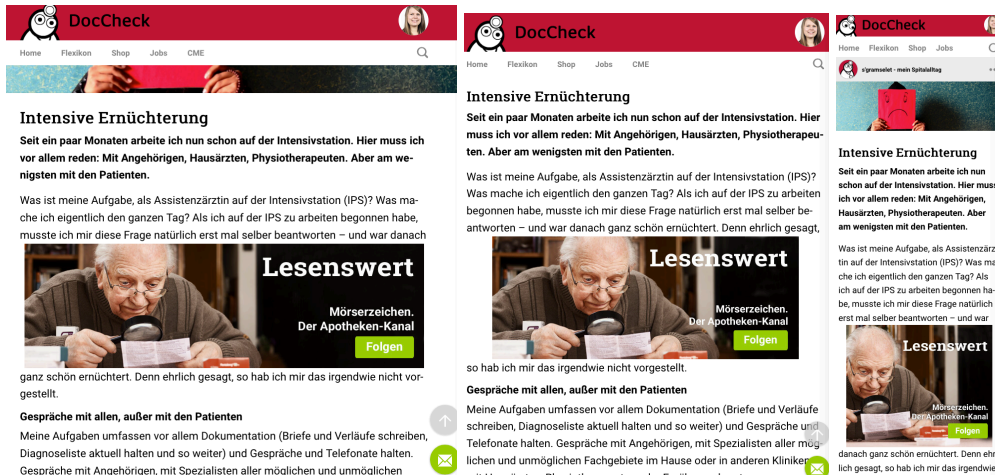 DocCheck
Home Flexikon Shop Jobs CME
Intensive Ernüchterung
Seit ein paar Monaten arbeite ich nun schon auf der Intensivstation. Hier muss ich
vor allem reden: Mit Angehörigen, Hausärzten, Physiotherapeuten. Aber am we-
nigsten mit den Patienten.
Was ist meine Aufgabe, als Assistenzärztin auf der Intensivstation (IPS)? Was ma-
che ich eigentlich den ganzen Tag? Als ich auf der IPS zu arbeiten begonnen habe,
musste ich mir diese Frage natürlich erst mal selber beantworten – und war danach
Lesenswert
Mörserzeichen.
Der Apotheken-Kanal
Folgen
ganz schön ernüchtert. Denn ehrlich gesagt, so hab ich mir das irgendwie nicht vor-
gestellt.
Gespräche mit allen, außer mit den Patienten
Meine Aufgaben umfassen vor allem Dokumentation (Briefe und Verläufe schreiben,
Diagnoseliste aktuell halten und so weiter) und Gespräche und Telefonate halten.
Gespräche mit Angehörigen, mit Spezialisten aller möglichen und unmöglichen
DocCheck
Home Flexikon Shop Jobs CME
Intensive Ernüchterung
Seit ein paar Monaten arbeite ich nun schon auf der Intensivstation. Hier
muss ich vor allem reden: Mit Angehörigen, Hausärzten, Physiotherapeu-
ten. Aber am wenigsten mit den Patienten.
Was ist meine Aufgabe, als Assistenzärztin auf der Intensivstation (IPS)?
Was mache ich eigentlich den ganzen Tag? Als ich auf der IPS zu arbeiten
begonnen habe, musste ich mir diese Frage natürlich erst mal selber be-
antworten – und war danach ganz schön ernüchtert. Denn ehrlich gesagt,
Lesenswert
Mörserzeichen.
Der Apotheken-Kanal
Folgen
so hab ich mir das irgendwie nicht vorgestellt.
Gespräche mit allen, außer mit den Patienten
Meine Aufgaben umfassen vor allem Dokumentation (Briefe und Verläufe
schreiben, Diagnoseliste aktuell halten und so weiter) und Gespräche und
Telefonate halten. Gespräche mit Angehörigen, mit Spezialisten aller mög-
lichen und unmöglichen Fachgebiete im Hause oder in anderen Kliniken
DocCheck
Home Flexikon Shop Jobs
s'gramselet - mein Spitalalltag
Intensive Ernüchterung
Seit ein paar Monaten arbeite ich nun
schon auf der Intensivstation. Hier muss
ich vor allem reden: Mit Angehörigen,
Hausärzten, Physiotherapeuten. Aber
am wenigsten mit den Patienten.
Was ist meine Aufgabe, als Assistenzärz
tin auf der Intensivstation (IPS)? Was ma
che ich eigentlich den ganzen Tag? Als
ich auf der IPS zu arbeiten begonnen ha-
be, musste ich mir diese Frage natürlich
erst mal selber beantworten – und war
Lesenswert
Mörserzeichen.
Der Apotheken-Kanal
Folgen
danach ganz schön ernüchtert. Denn ehr
lich gesagt, so hab ich mir das irgendwie